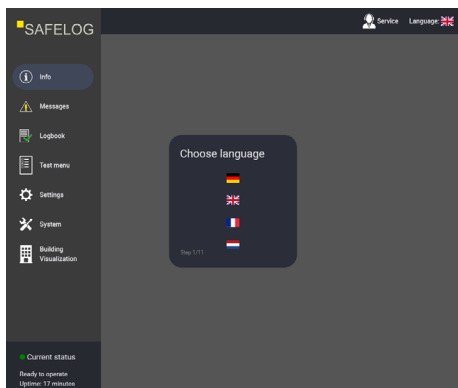 SAFELOG
Service
Language:
Info
Messages
Logbook
Test menu
Settings
System
Building
Visualization
Choose language
Step 1/11
Current status
Ready to operate
Uptime: 17 minutes